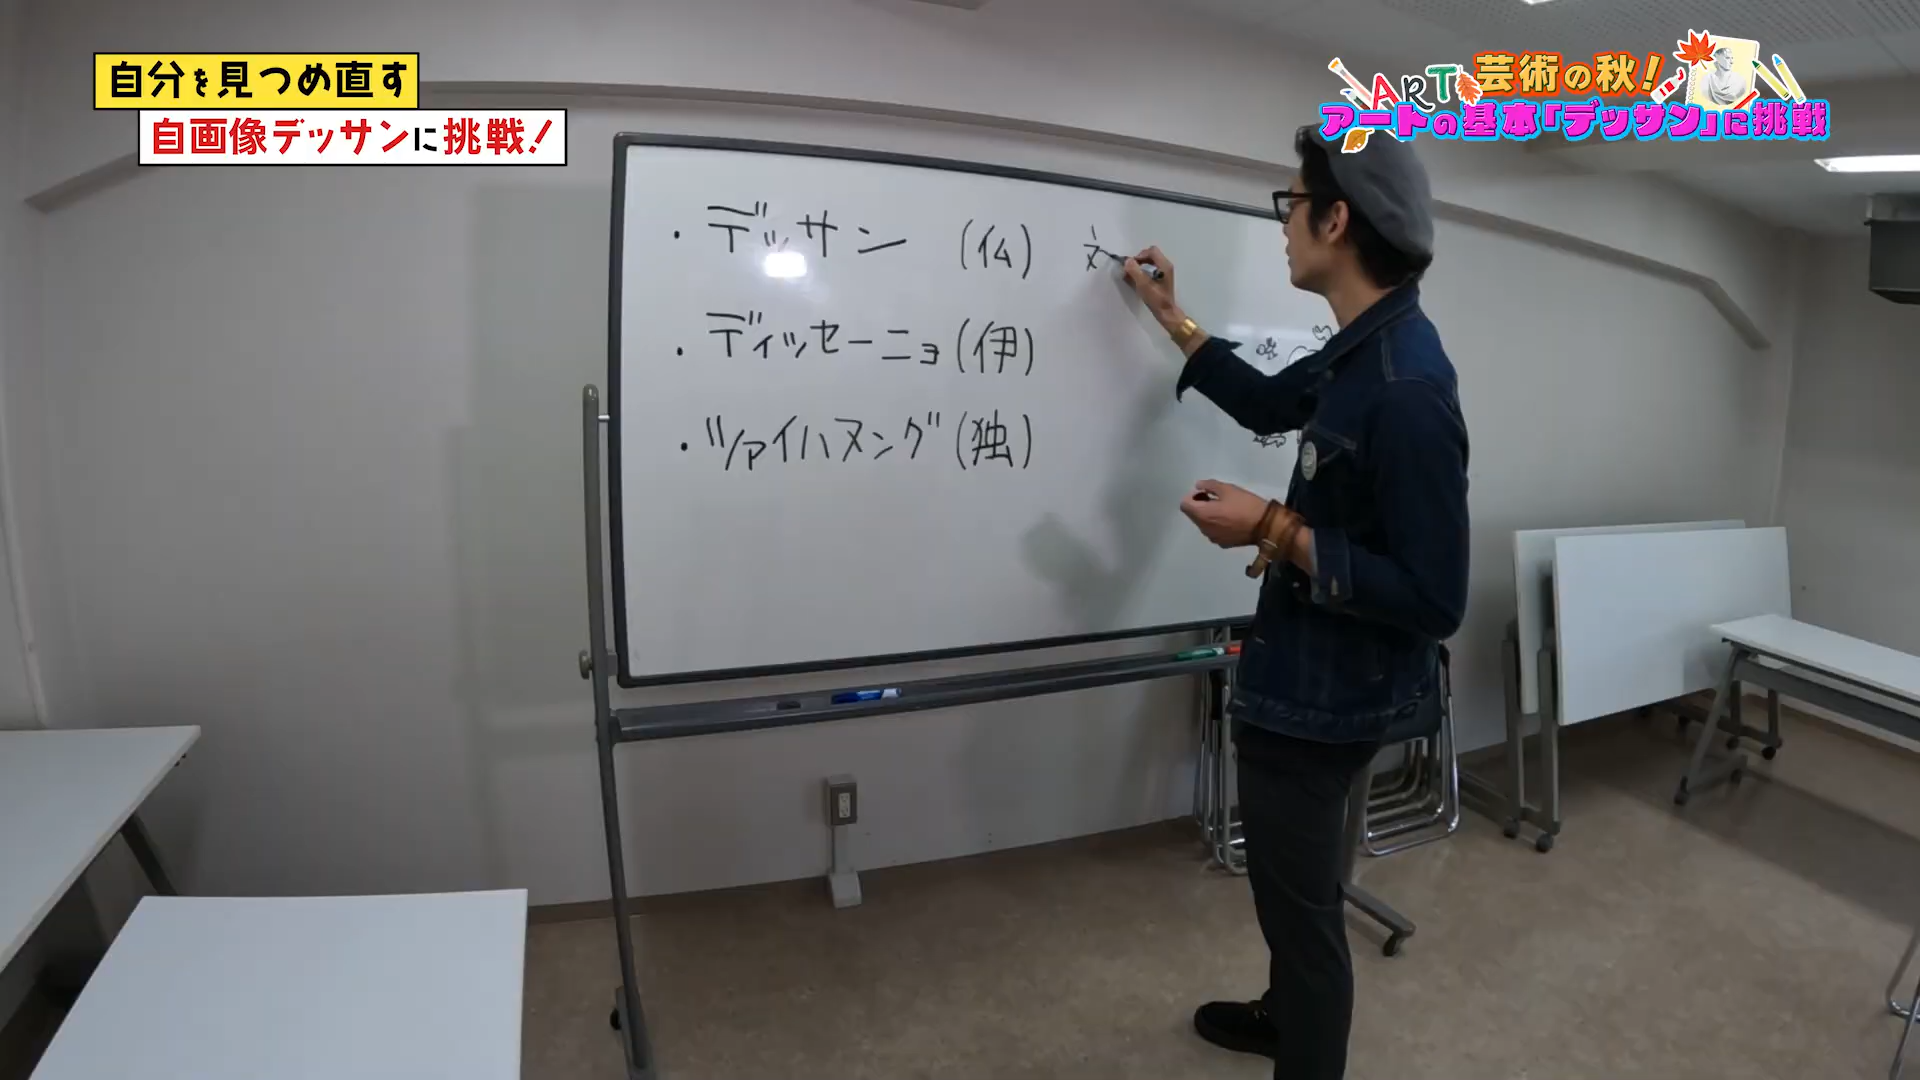 自分を見つめ直す
自画像デッサンに挑戦!
ART 芸術の秋!
アートの基本「デッサン」に挑戦
・デッサン (仏)
・ディッセーニョ (伊)
・ツァイハヌング (独)